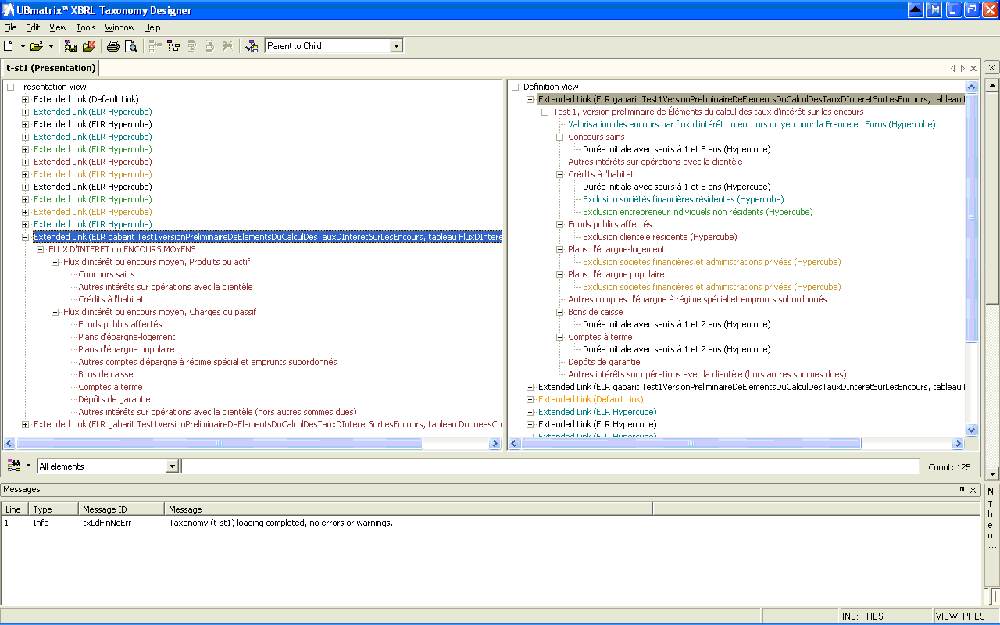 UBmatrix™ XBRL Taxonomy Designer
File Edit View Tools Window Help
Parent to Child
t-st1 (Presentation)
Presentation View
Extended Link (Default Link)
Extended Link (ELR Hypercube)
Extended Link (ELR Hypercube)
Extended Link (ELR Hypercube)
Extended Link (ELR Hypercube)
Extended Link (ELR Hypercube)
Extended Link (ELR Hypercube)
Extended Link (ELR Hypercube)
Extended Link (ELR Hypercube)
Extended Link (ELR Hypercube)
Extended Link (ELR Hypercube)
Extended Link (ELR gabarit Test1VersionPreliminaireDeElementsDuCalculDesTauxDInteretSurLesEncours, tableau FluxDIntere
FLUX D'INTERET ou ENCOURS MOYENS
Flux d'intérêt ou encours moyen, Produits ou actif
Concours sains
Autres intérêts sur opérations avec la clientèle
Crédits à l'habitat
Flux d'intérêt ou encours moyen, Charges ou passif
Fonds publics affectés
Plans d'épargne-logement
Plans d'épargne populaire
Autres comptes d'épargne à régime spécial et emprunts subordonnés
Bons de caisse
Comptes à terme
Dépôts de garantie
Autres intérêts sur opérations avec la clientèle (hors autres sommes dues)
Extended Link (ELR gabarit Test1VersionPreliminaireDeElementsDuCalculDesTauxDInteretSurLesEncours, tableau DonneesCo
Definition View
Extended Link (ELR gabarit Test1VersionPreliminaireDeElementsDuCalculDesTauxDInteretSurLesEncours, tableau F
Test 1, version préliminaire de Éléments du calcul des taux d'intérêt sur les encours
Valorisation des encours par flux d'intérêt ou encours moyen pour la France en Euros (Hypercube)
Concours sains
Durée initiale avec seuils à 1 et 5 ans (Hypercube)
Autres intérêts sur opérations avec la clientèle
Crédits à l'habitat
Durée initiale avec seuils à 1 et 5 ans (Hypercube)
Exclusion sociétés financières résidentes (Hypercube)
Exclusion entrepreneur individuels non résidents (Hypercube)
Fonds publics affectés
Exclusion clientèle résidente (Hypercube)
Plans d'épargne-logement
Exclusion sociétés financières et administrations privées (Hypercube)
Plans d'épargne populaire
Exclusion sociétés financières et administrations privées (Hypercube)
Autres comptes d'épargne à régime spécial et emprunts subordonnés
Bons de caisse
Durée initiale avec seuils à 1 et 2 ans (Hypercube)
Comptes à terme
Durée initiale avec seuils à 1 et 2 ans (Hypercube)
Dépôts de garantie
Autres intérêts sur opérations avec la clientèle (hors autres sommes dues)
Extended Link (ELR gabarit Test1VersionPreliminaireDeElementsDuCalculDesTauxDInteretSurLesEncours, tableau
Extended Link (Default Link)
Extended Link (ELR Hypercube)
Extended Link (ELR Hypercube)
Extended Link (ELR Hypercube)
All elements
Count: 125
Messages
Line Type Message ID Message
1 Info txLdFinNoErr Taxonomy (t-st1) loading completed, no errors or warnings.
N
T
h
e
n
...
INS: PRES VIEW: PRES